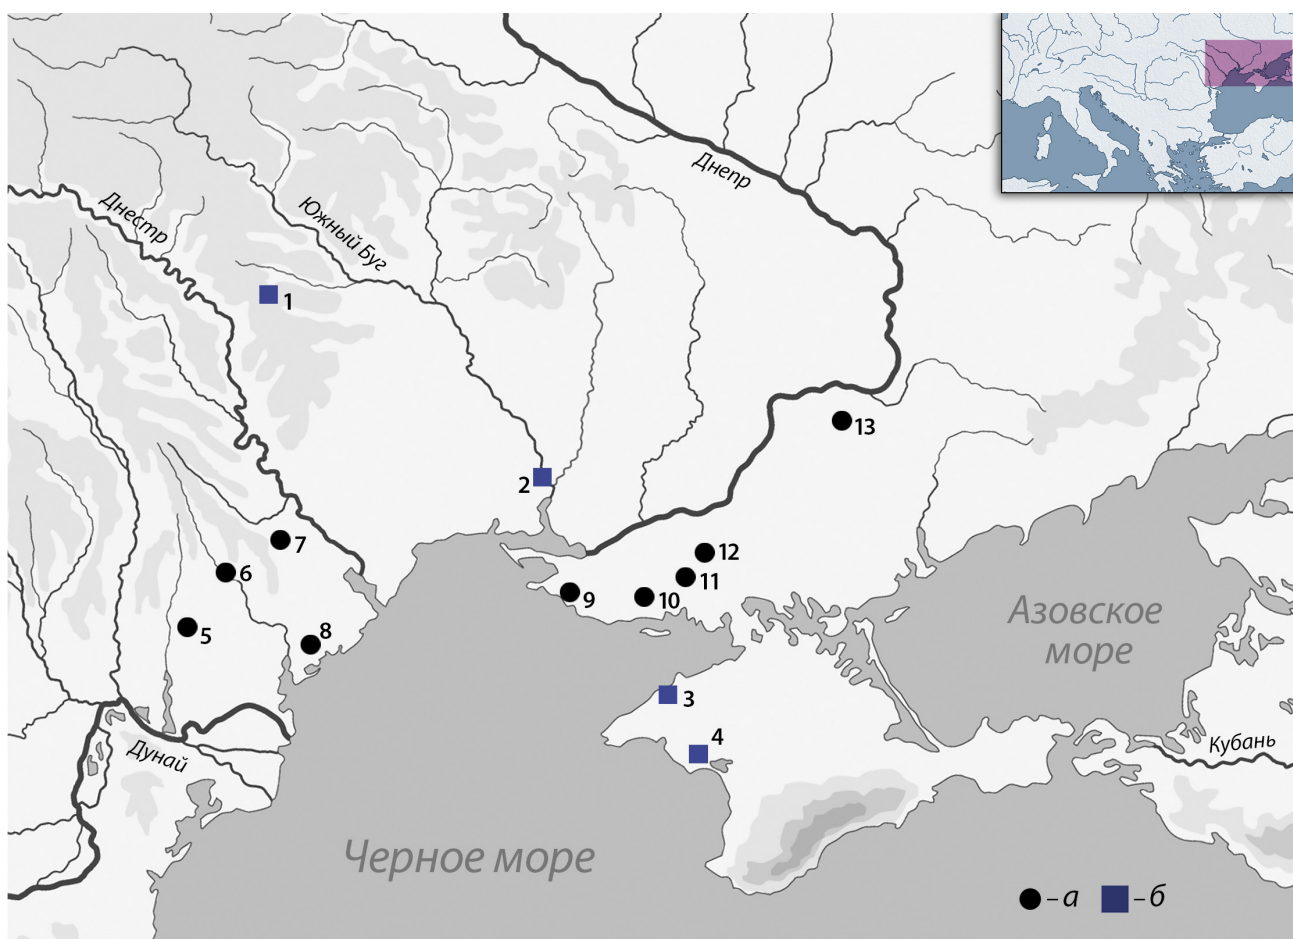 Днепр
Днестр
Южный Буг
1
2
13
7
6
5
8
12
11
9
10
Азовское
море
3
4
Кубань
Дунай
Черное море
– а
– б